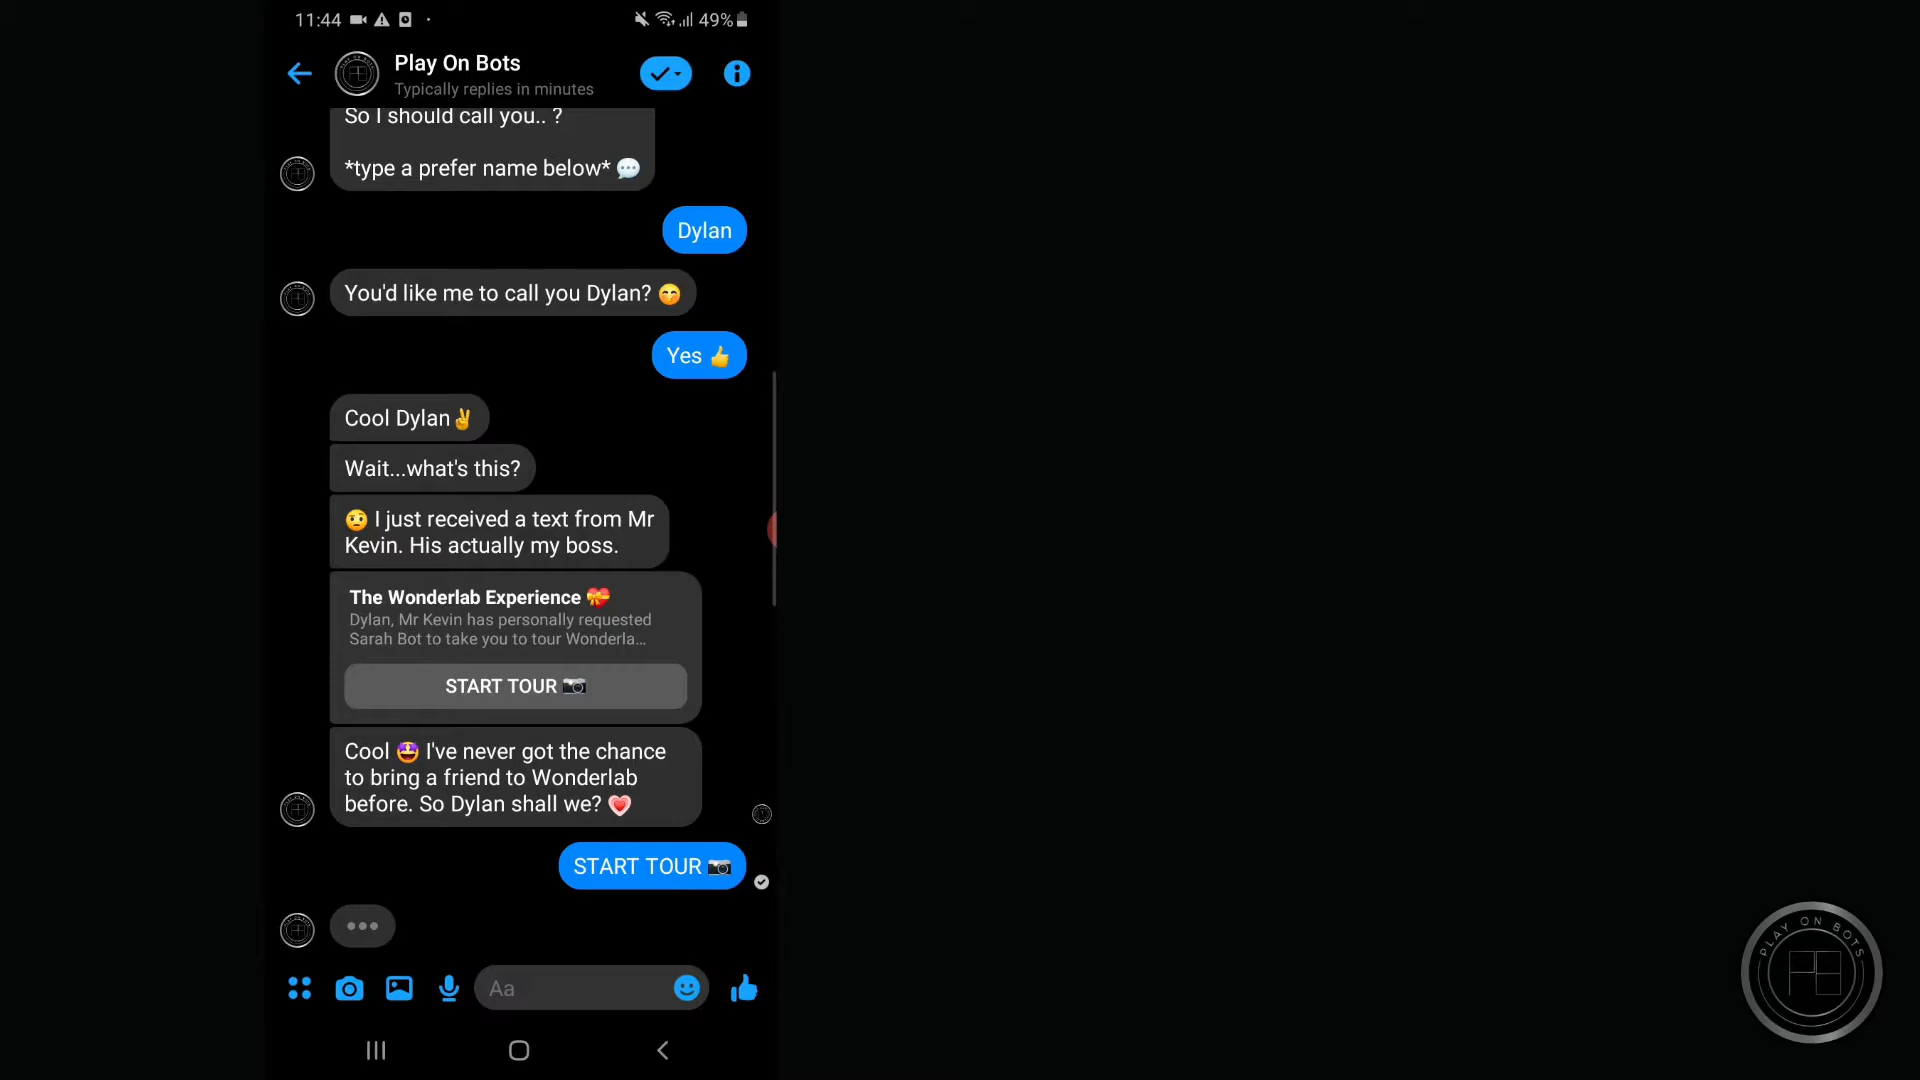 11:44
49%
Play On Bots
Typically replies in minutes
So I should call you.. ?
*type a prefer name below* 💬
Dylan
You'd like me to call you Dylan? 😁
Yes 👍
Cool Dylan✌
Wait...what's this?
😳 I just received a text from Mr
Kevin. His actually my boss.
The Wonderlab Experience 💝
Dylan, Mr Kevin has personally requested
Sarah Bot to take you to tour Wonderla...
START TOUR 📷
Cool 🤩 I've never got the chance
to bring a friend to Wonderlab
before. So Dylan shall we? 💗
START TOUR 📷
Aa
PLAY ON BOTS